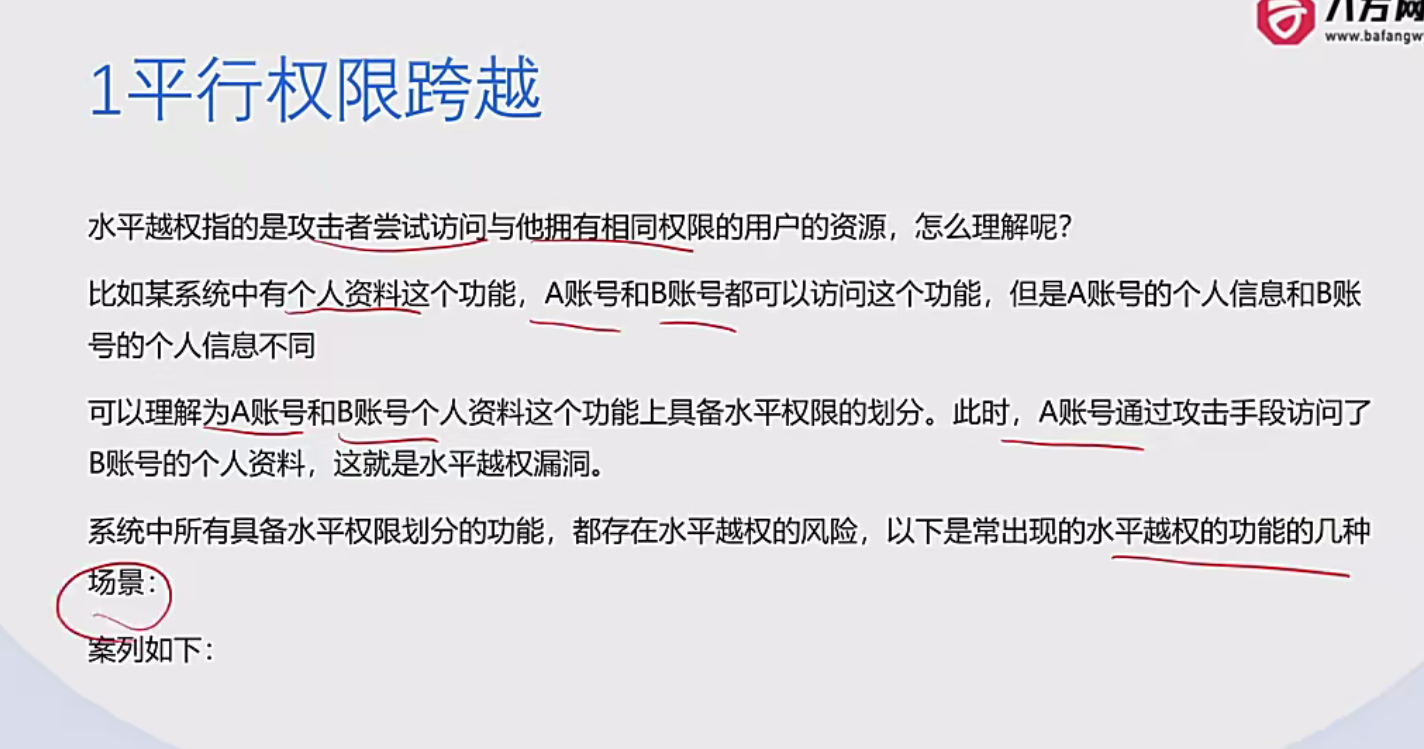 八方网
www.bafangw
1平行权限跨越
水平越权指的是攻击者尝试访问与他拥有相同权限的用户的资源，怎么理解呢？
比如某系统中有个人资料这个功能，A账号和B账号都可以访问这个功能，但是A账号的个人信息和B账
号的个人信息不同
可以理解为A账号和B账号个人资料这个功能上具备水平权限的划分。此时，A账号通过攻击手段访问了
B账号的个人资料，这就是水平越权漏洞。
系统中所有具备水平权限划分的功能，都存在水平越权的风险，以下是常出现的水平越权的功能的几种
场景：
案列如下：